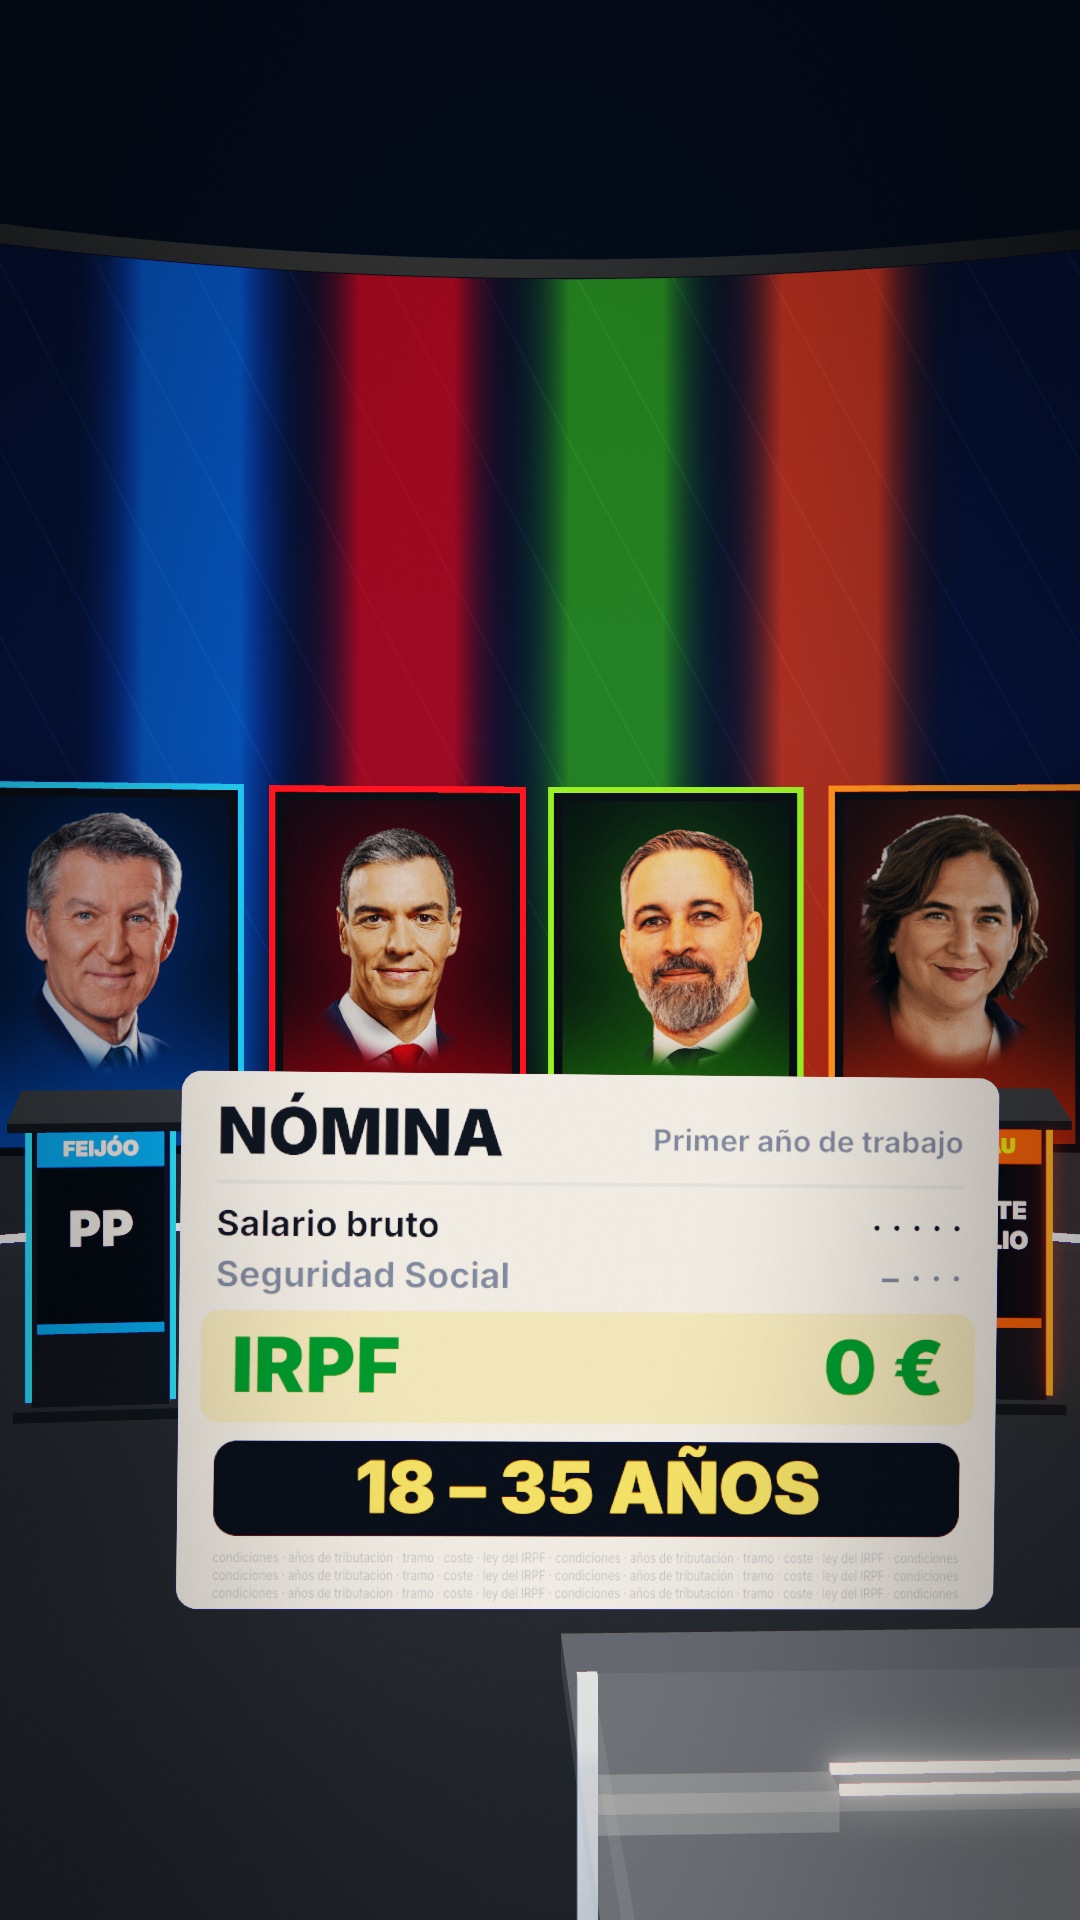 FEIJÓO
PP
AU
TE
LIO
NÓMINA
Primer año de trabajo
Salario bruto
· · · · ·
Seguridad Social
– · · ·
IRPF
0 €
18 – 35 AÑOS
condiciones · años de tributación · tramo · coste · ley del IRPF · condiciones · años de tributación · tramo · coste · ley del IRPF · condiciones
condiciones · años de tributación · tramo · coste · ley del IRPF · condiciones · años de tributación · tramo · coste · ley del IRPF · condiciones
condiciones · años de tributación · tramo · coste · ley del IRPF · condiciones · años de tributación · tramo · coste · ley del IRPF · condiciones